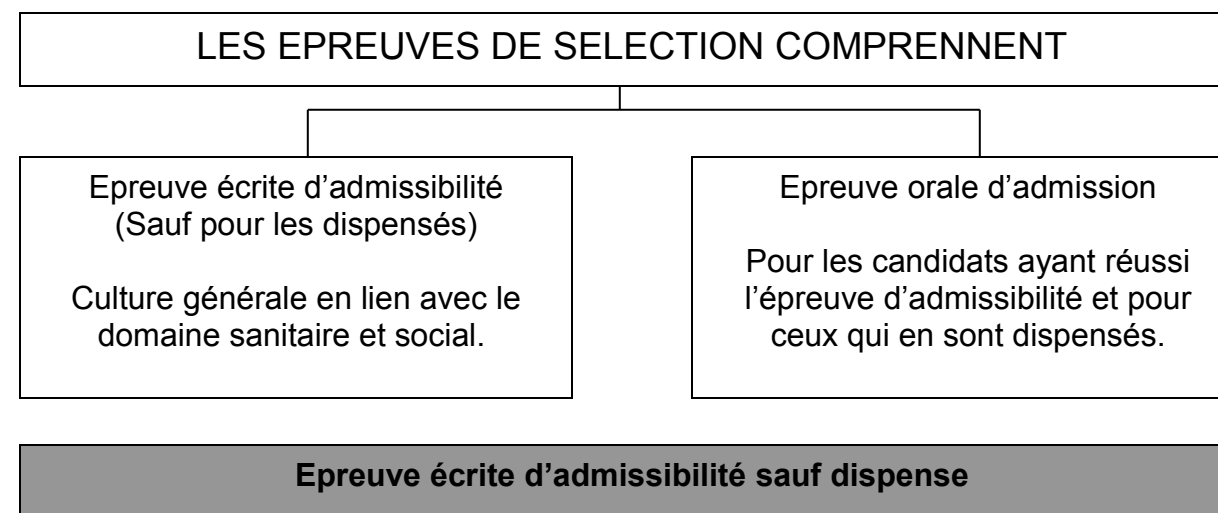 LES EPREUVES DE SELECTION COMPRENNENT
Epreuve écrite d’admissibilité
(Sauf pour les dispensés)
Culture générale en lien avec le
domaine sanitaire et social.
Epreuve orale d’admission
Pour les candidats ayant réussi
l’épreuve d’admissibilité et pour
ceux qui en sont dispensés.
Epreuve écrite d’admissibilité sauf dispense